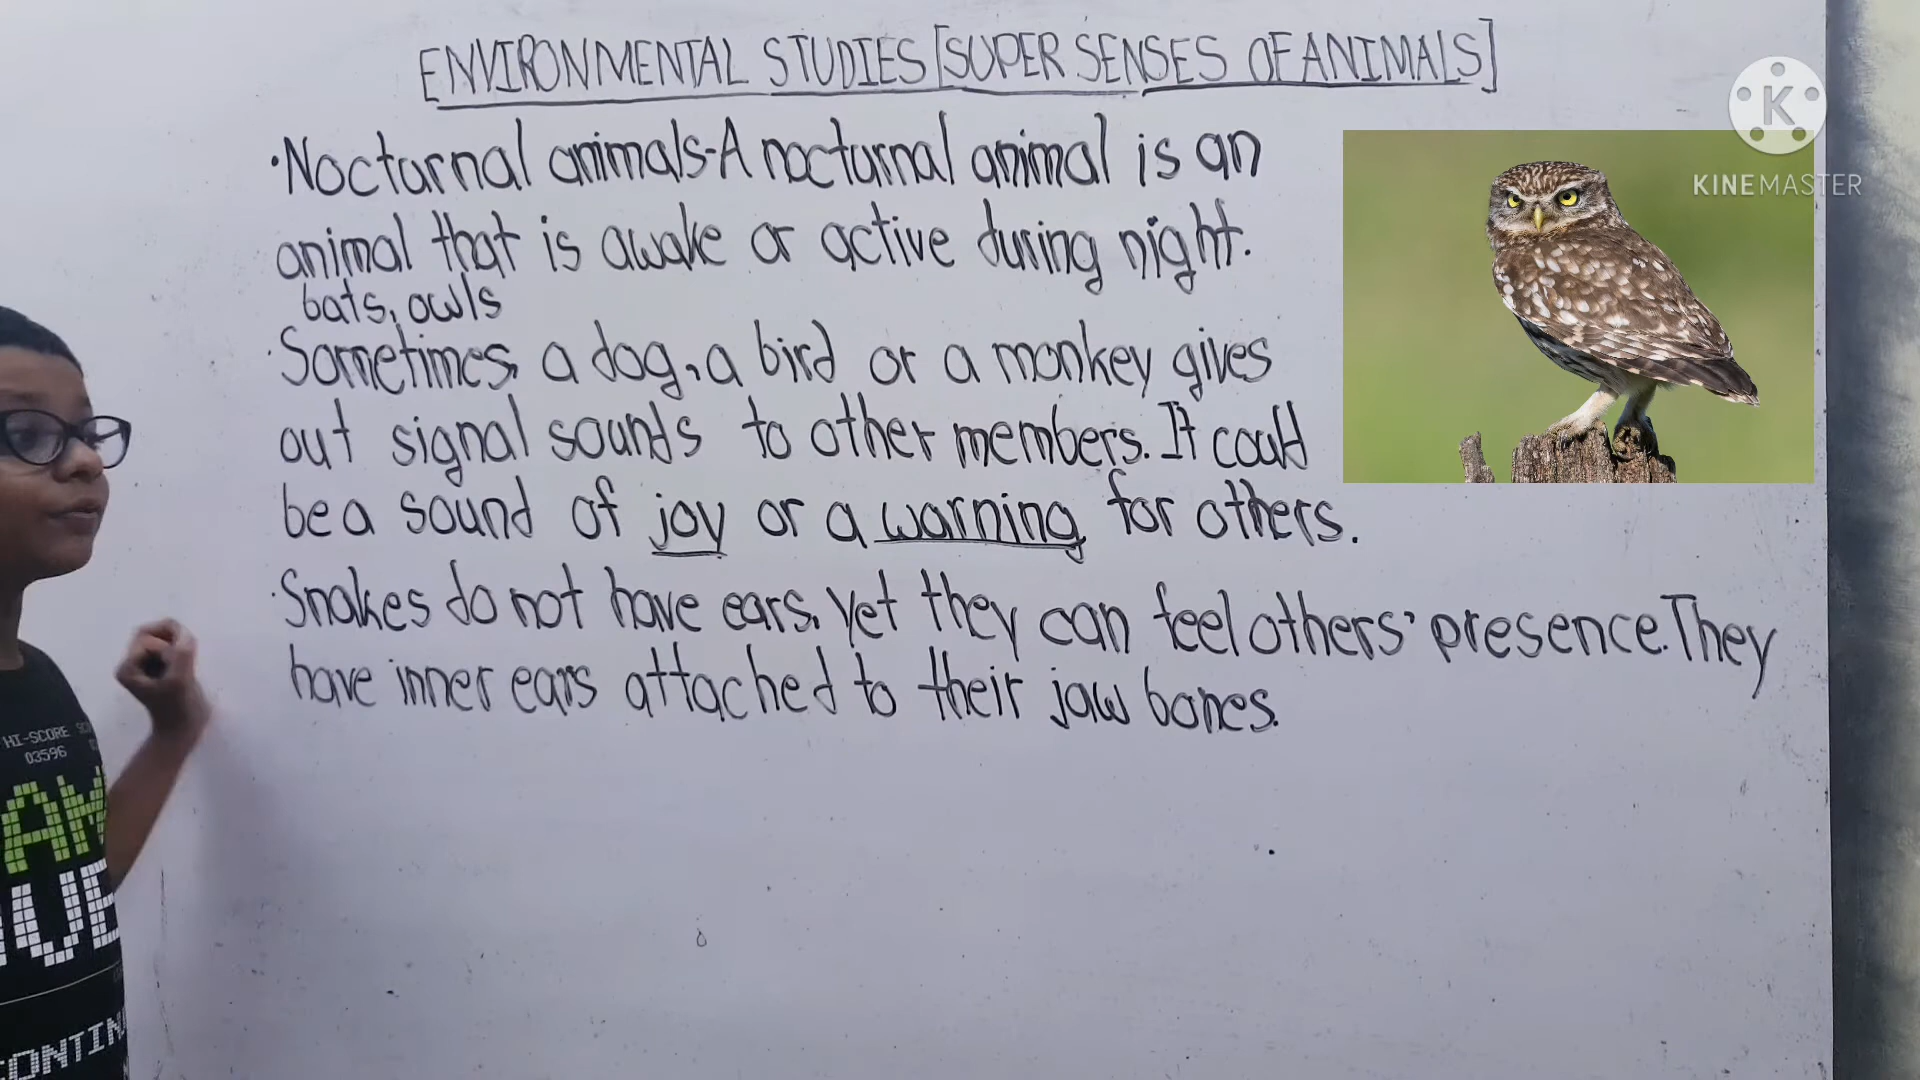 ENVIRONMENTAL STUDIES [SUPER SENSES OF ANIMALS]
K
KINEMASTER
•Nocturnal animals-A nocturnal animal is an
animal that is awake or active during night.
bats, owls
•Sometimes, a dog, a bird or a monkey gives
out signal sounds to other members. It could
be a sound of joy or a warning for others.
•Snakes do not have ears, yet they can feel others' presence. They
have inner ears attached to their jaw bones.
HI-SCORE
03596